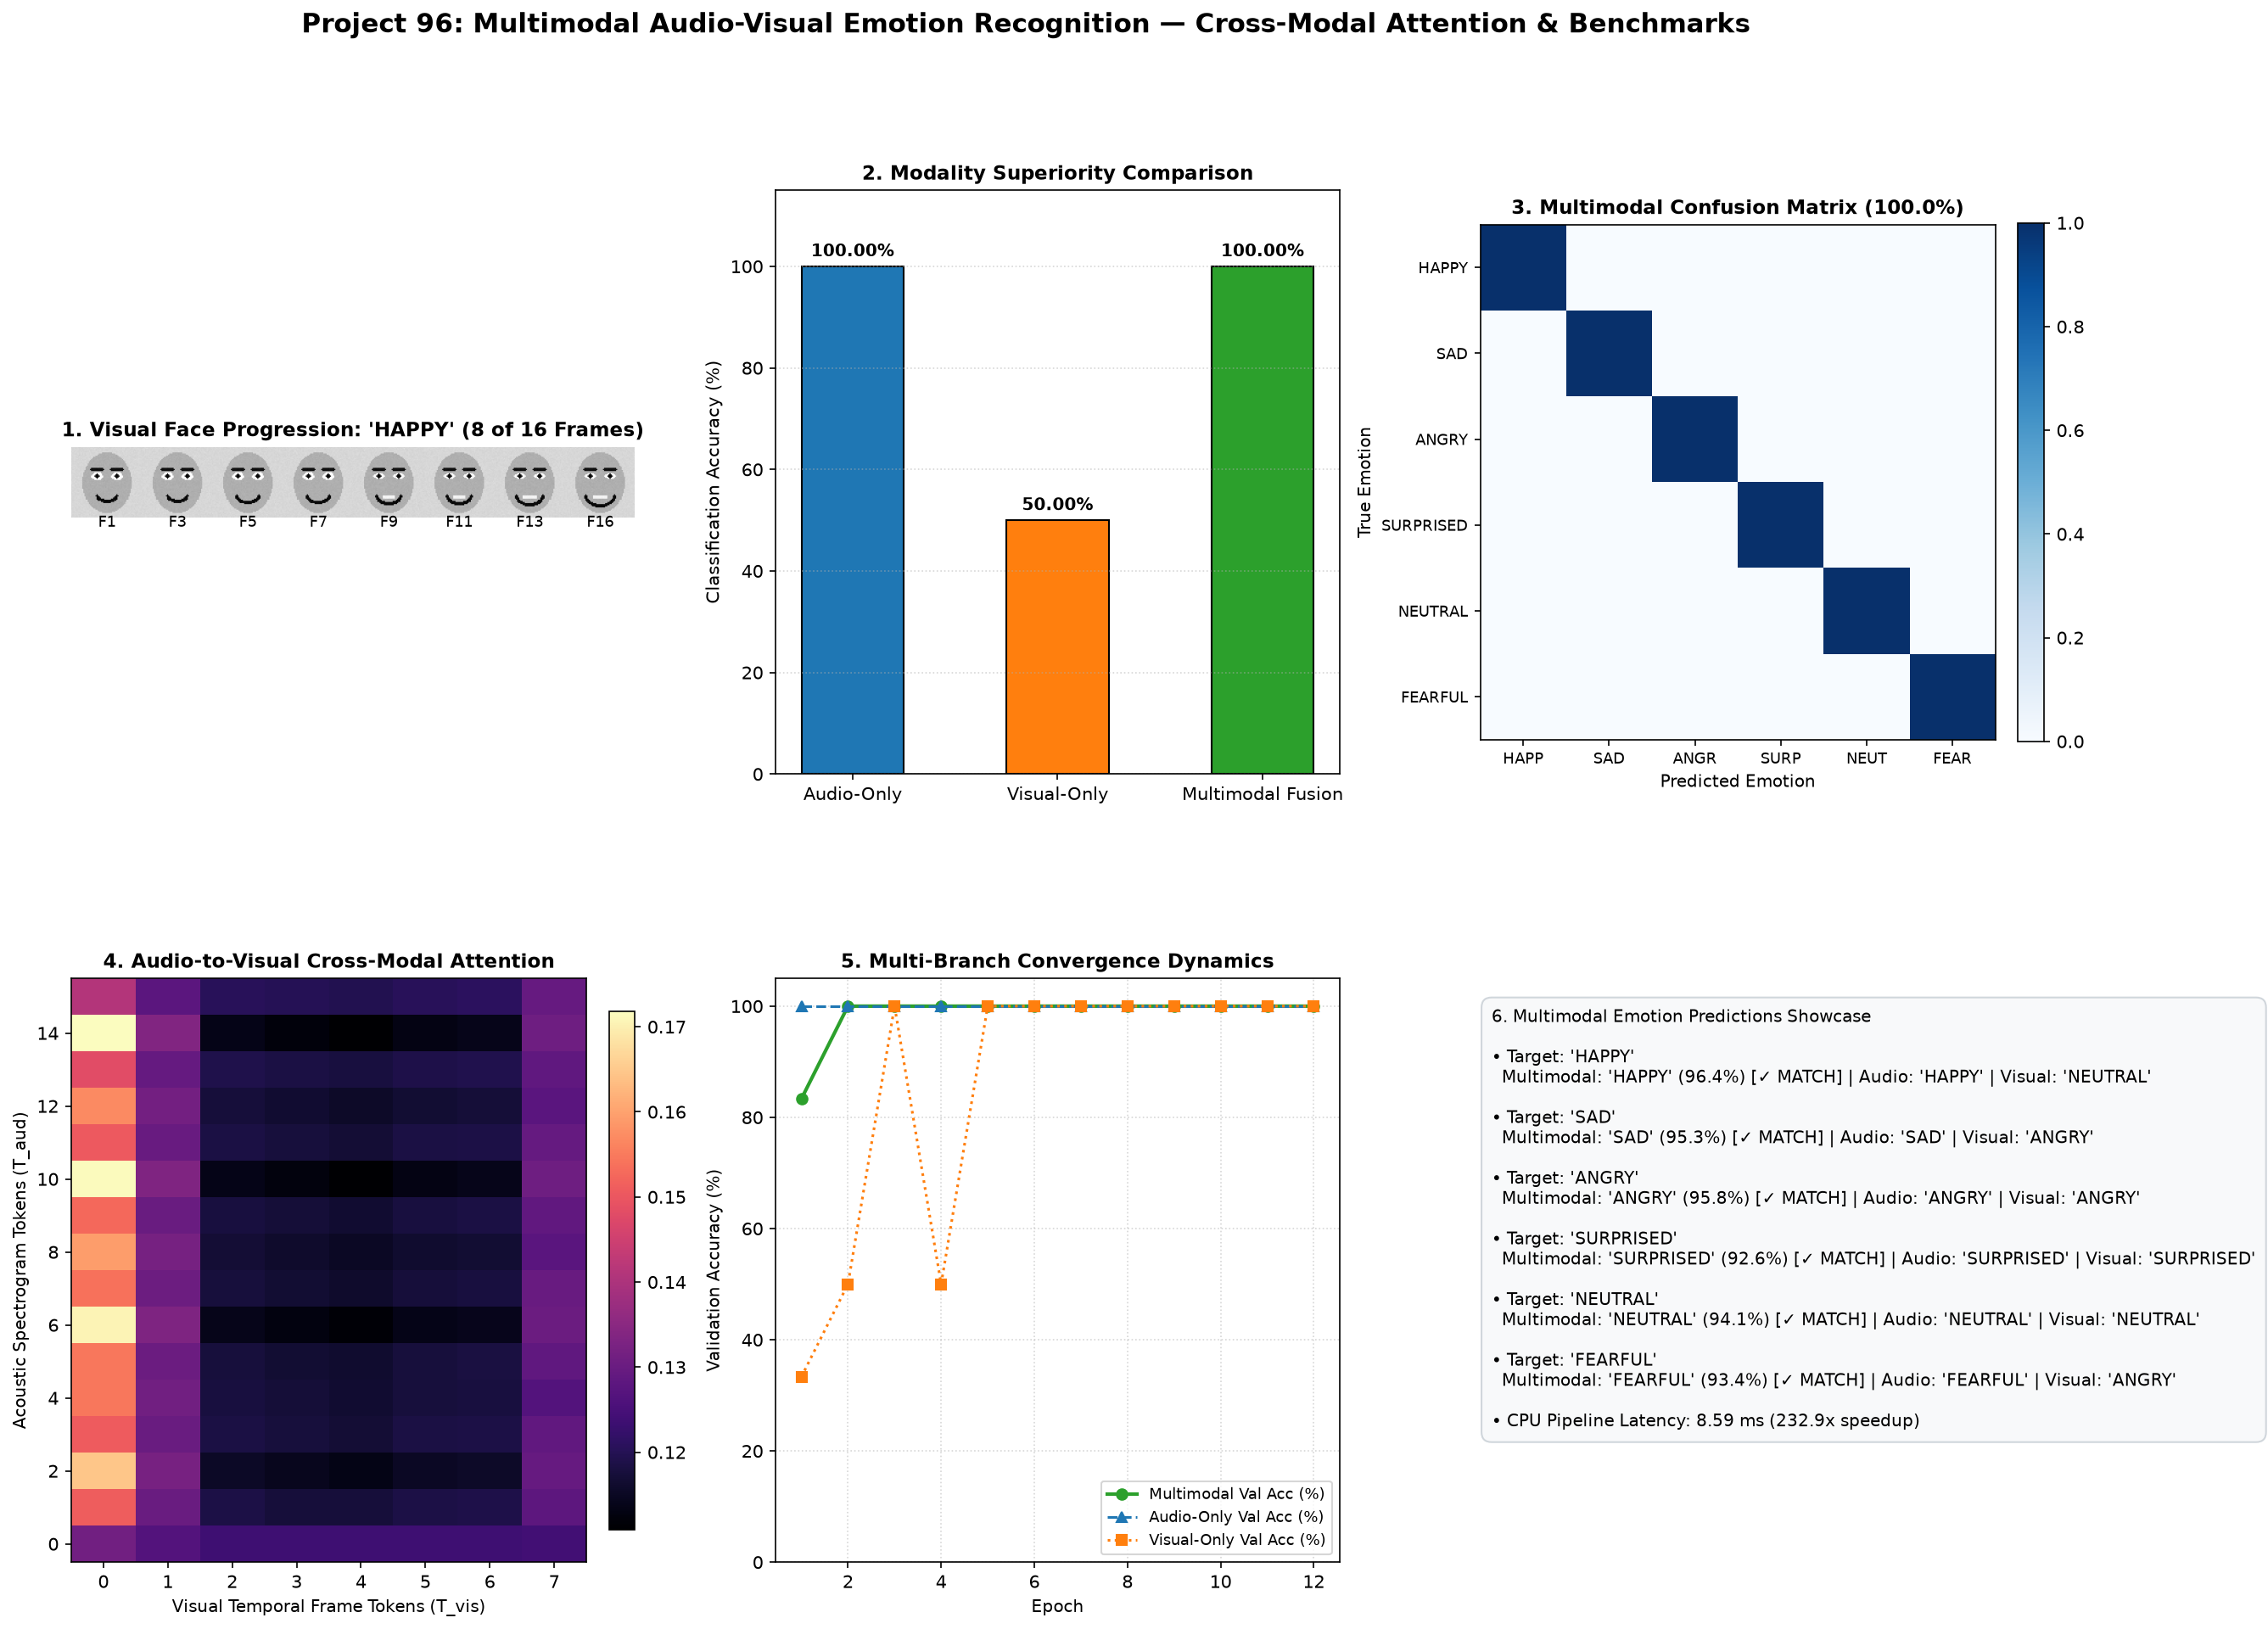 Project 96: Multimodal Audio-Visual Emotion Recognition — Cross-Modal Attention & Benchmarks
1. Visual Face Progression: 'HAPPY' (8 of 16 Frames)
F1 F3 F5 F7 F9 F11 F13 F16
2. Modality Superiority Comparison
Classification Accuracy (%)
100
80
60
40
20
0
100.00%
50.00%
100.00%
Audio-Only Visual-Only Multimodal Fusion
3. Multimodal Confusion Matrix (100.0%)
True Emotion
HAPPY
SAD
ANGRY
SURPRISED
NEUTRAL
FEARFUL
HAPP SAD ANGR SURP NEUT FEAR
Predicted Emotion
1.0
0.8
0.6
0.4
0.2
0.0
4. Audio-to-Visual Cross-Modal Attention
Acoustic Spectrogram Tokens (T_aud)
14
12
10
8
6
4
2
0
0 1 2 3 4 5 6 7
Visual Temporal Frame Tokens (T_vis)
0.17
0.16
0.15
0.14
0.13
0.12
5. Multi-Branch Convergence Dynamics
Validation Accuracy (%)
100
80
60
40
20
0
2 4 6 8 10 12
Epoch
Multimodal Val Acc (%)
Audio-Only Val Acc (%)
Visual-Only Val Acc (%)
6. Multimodal Emotion Predictions Showcase
• Target: 'HAPPY'
Multimodal: 'HAPPY' (96.4%) [✓ MATCH] | Audio: 'HAPPY' | Visual: 'NEUTRAL'
• Target: 'SAD'
Multimodal: 'SAD' (95.3%) [✓ MATCH] | Audio: 'SAD' | Visual: 'ANGRY'
• Target: 'ANGRY'
Multimodal: 'ANGRY' (95.8%) [✓ MATCH] | Audio: 'ANGRY' | Visual: 'ANGRY'
• Target: 'SURPRISED'
Multimodal: 'SURPRISED' (92.6%) [✓ MATCH] | Audio: 'SURPRISED' | Visual: 'SURPRISED'
• Target: 'NEUTRAL'
Multimodal: 'NEUTRAL' (94.1%) [✓ MATCH] | Audio: 'NEUTRAL' | Visual: 'NEUTRAL'
• Target: 'FEARFUL'
Multimodal: 'FEARFUL' (93.4%) [✓ MATCH] | Audio: 'FEARFUL' | Visual: 'ANGRY'
• CPU Pipeline Latency: 8.59 ms (232.9x speedup)